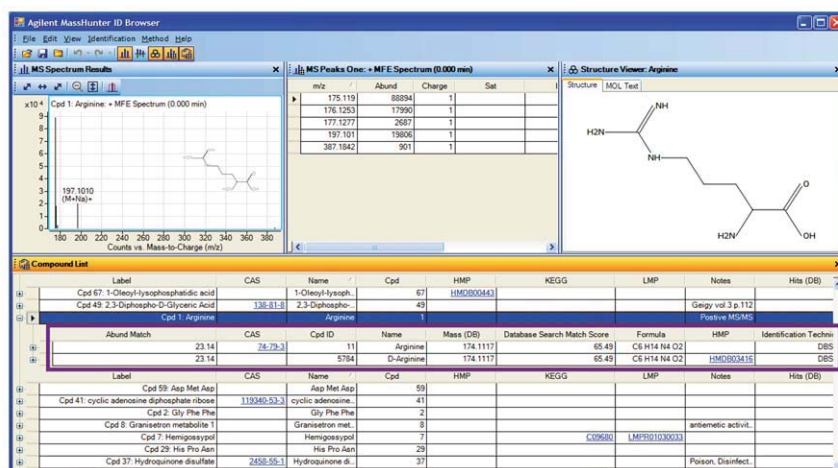 Agilent MassHunter ID Browser
File Edit View Identification Method Help
MS Spectrum Results
x10 4 Cpd 1: Arginine: + MFE Spectrum (0.000 min)
9
8
7
6
5
4
3
2
1
0
197.1010
(M+Na)+
180 200 220 240 260 280 300 320 340 360 380
Counts vs. Mass-to-Charge (m/z)
MS Peaks One: + MFE Spectrum (0.000 min)
m/z Abund Charge Sat
175.119 88894 1
176.1253 17990 1
177.1277 2687 1
197.101 19806 1
387.1842 901 1
Structure Viewer: Arginine
Structure MOL Text
NH
H2N
NH
O
H2N
OH
Compound List
Label CAS Name Cpd HMP KEGG LMP Notes Hits (DB)
Cpd 67: 1-Oleoyl-lysophosphatidic acid 1-Oleoyl-lysoph... 67 HMDB00443
Cpd 49: 2,3-Diphospho-D-Glyceric Acid 138-81-8 2,3-Diphospho-... 49 Geigy vol.3 p.112
Cpd 1: Arginine Arginine 1 Postive MS/MS
Abund Match CAS Cpd ID Name Mass (DB) Database Search Match Score Formula HMP Identification Techni
23.14 74-79-3 11 Arginine 174.1117 65.49 C6 H14 N4 O2 DBS
23.14 5784 D-Arginine 174.1117 65.49 C6 H14 N4 O2 HMDB03416 DBS
Label CAS Name Cpd HMP KEGG LMP Notes Hits (DB)
Cpd 59: Asp Met Asp Asp Met Asp 59
Cpd 41: cyclic adenosine diphosphate ribose 119340-53-3 cyclic adenosine... 41
Cpd 2: Gly Phe Phe Gly Phe Phe 2
Cpd 8: Granisetron metabolite 1 Granisetron met... 8 antiemetic activit...
Cpd 7: Hemigossypol Hemigossypol 7 C09680 LMPR01030033
Cpd 29: His Pro Asn His Pro Asn 29
Cpd 37: Hydroquinone disulfate 2458-55-1 Hydroquinone di... 37 Poison, Disinfect...